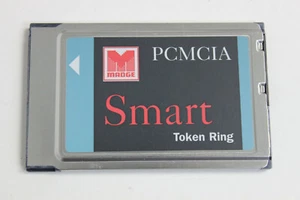 MADGE
PCMCIA
Smart
Token Ring